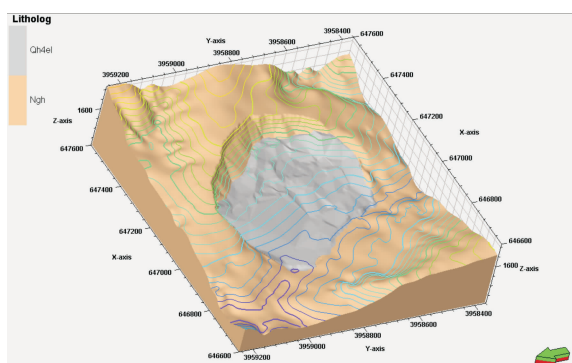 Litholog
Qh4el
Ngh
Y-axis
3959200
3959000
3958800
3958600
3958400
647600
647400
647200
647000
646800
646600
X-axis
1600
Z-axis
647600
647400
647200
647000
646800
646600
X-axis
1600
Z-axis
3959200
3959000
3958800
3958600
3958400
Y-axis